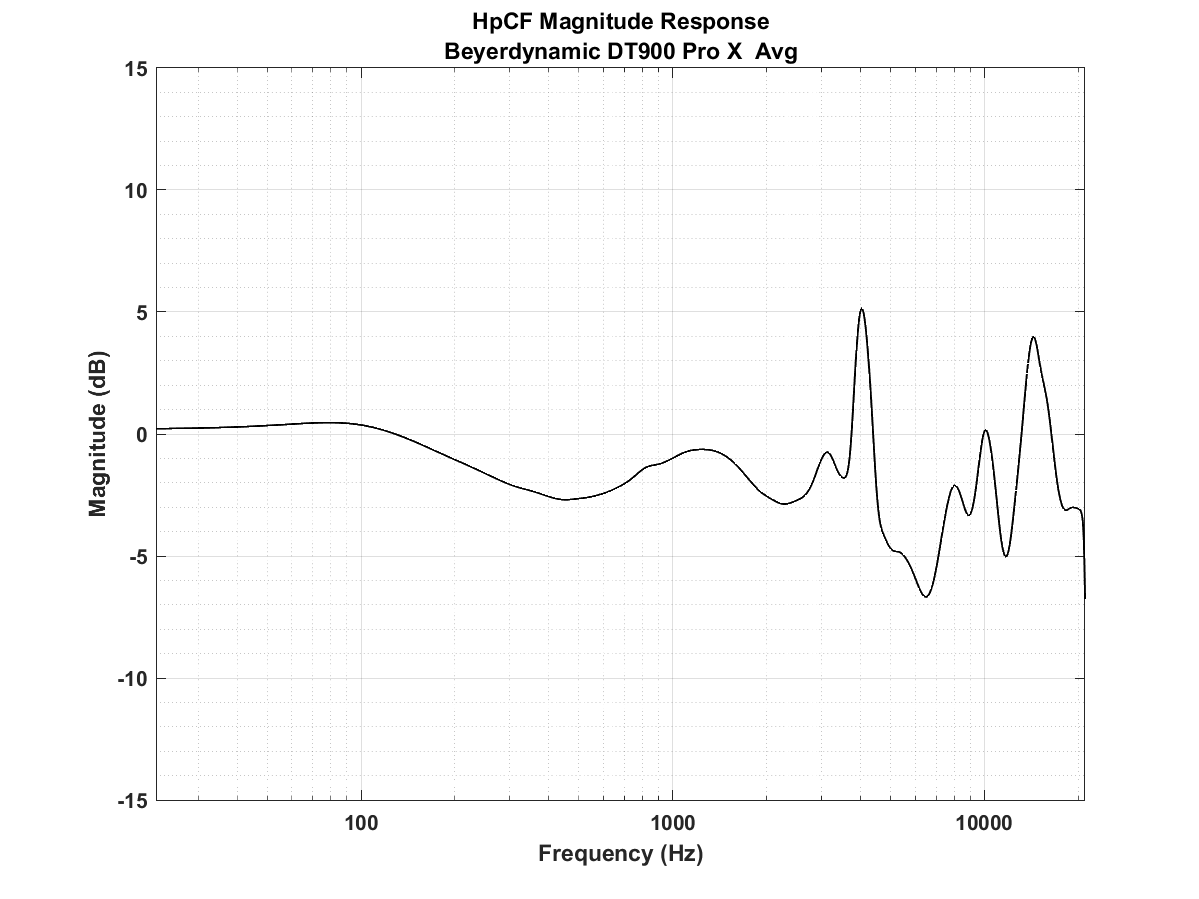 HpCF Magnitude Response
Beyerdynamic DT900 Pro X  Avg
15
10
5
0
-5
-10
-15
Magnitude (dB)
100
1000
10000
Frequency (Hz)